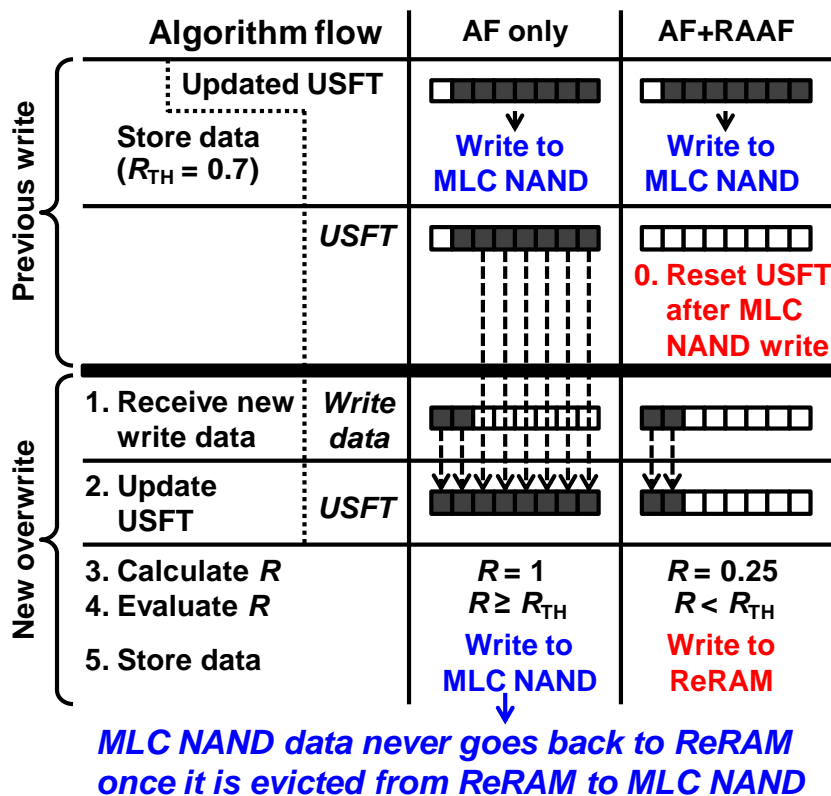 Algorithm flow
AF only
AF+RAAF
Previous write
Updated USFT
Store data
(RTH = 0.7)
Write to
MLC NAND
Write to
MLC NAND
USFT
0. Reset USFT
after MLC
NAND write
New overwrite
1. Receive new
write data
Write
data
2. Update
USFT
USFT
3. Calculate R
R = 1
R = 0.25
4. Evaluate R
R ≥ RTH
R < RTH
5. Store data
Write to
MLC NAND
Write to
ReRAM
MLC NAND data never goes back to ReRAM
once it is evicted from ReRAM to MLC NAND